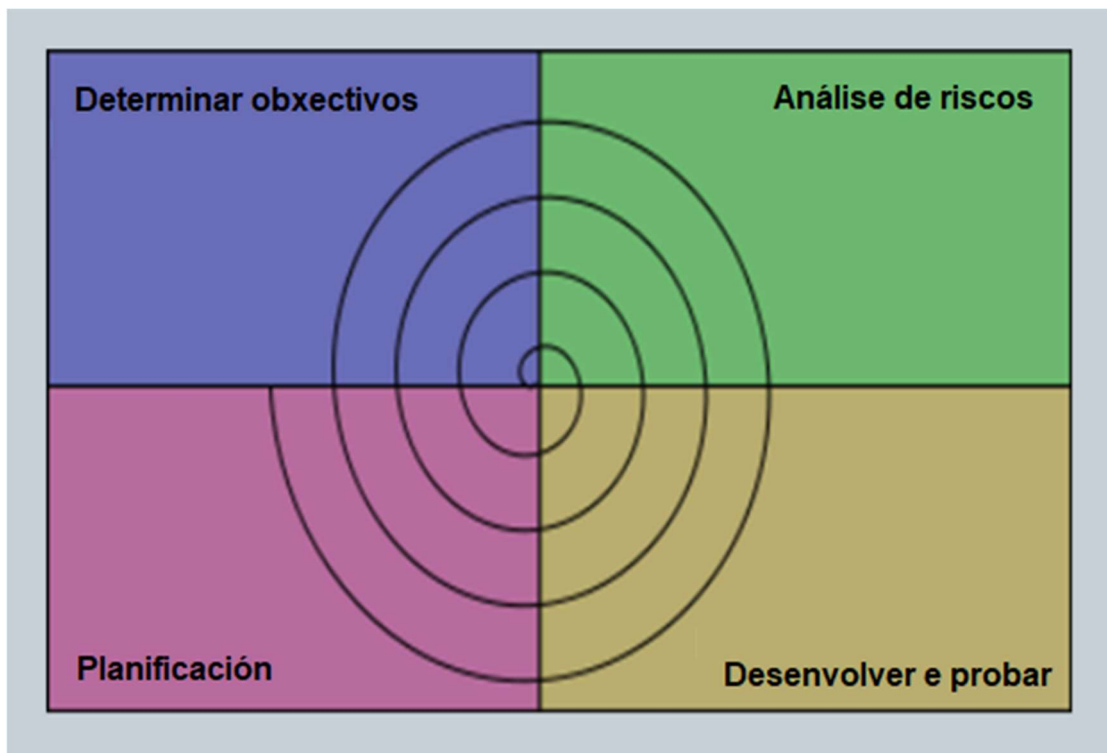 Determinar obxectivos
Análise de riscos
Planificación
Desenvolver e probar